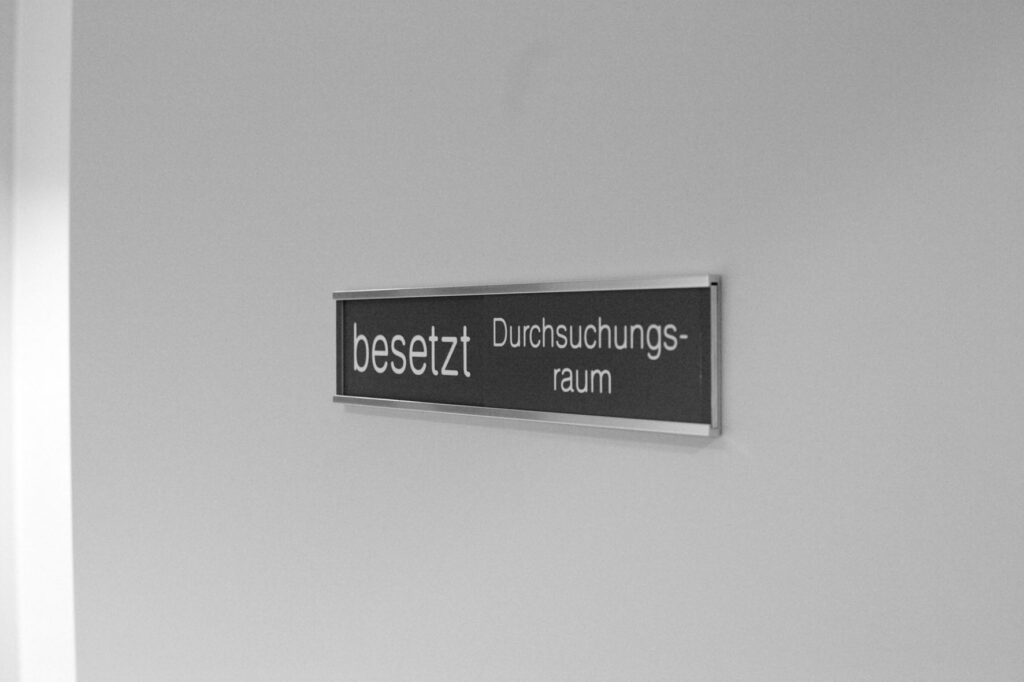 besetzt
Durchsuchungs-
raum